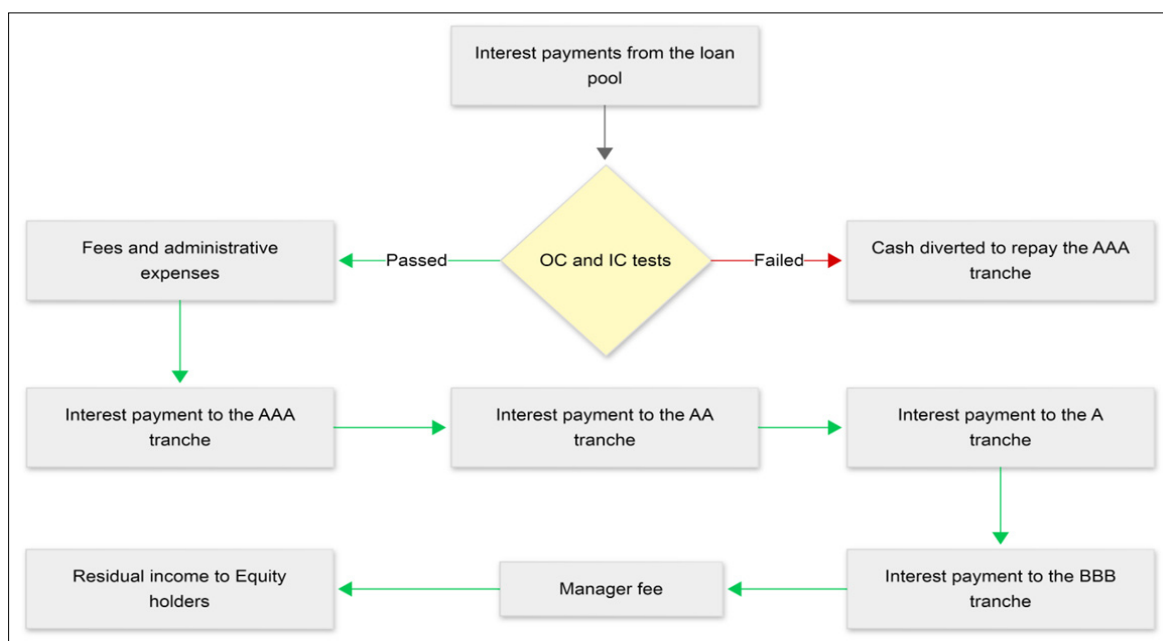 Interest payments from the loan
pool
Fees and administrative
expenses
Passed
OC and IC tests
Failed
Cash diverted to repay the AAA
tranche
Interest payment to the AAA
tranche
Interest payment to the AA
tranche
Interest payment to the A
tranche
Residual income to Equity
holders
Manager fee
Interest payment to the BBB
tranche